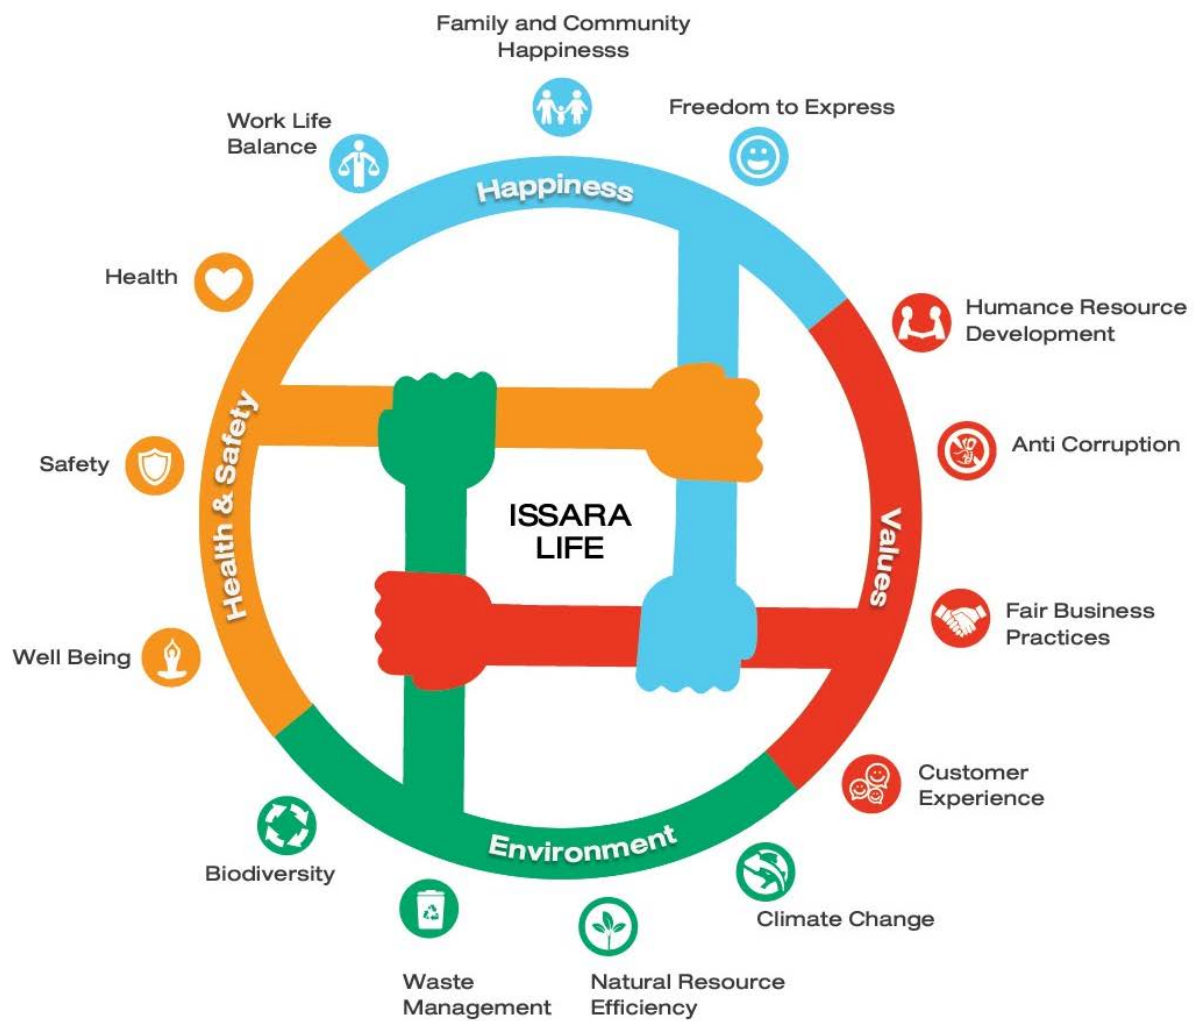 Family and Community
Happinesss
Freedom to Express
Work Life
Balance
Happiness
Health
Humance Resource
Development
Safety
Health & Safety
Anti Corruption
ISSARA
LIFE
Values
Fair Business
Practices
Well Being
Customer
Experience
Environment
Biodiversity
Climate Change
Waste
Management
Natural Resource
Efficiency